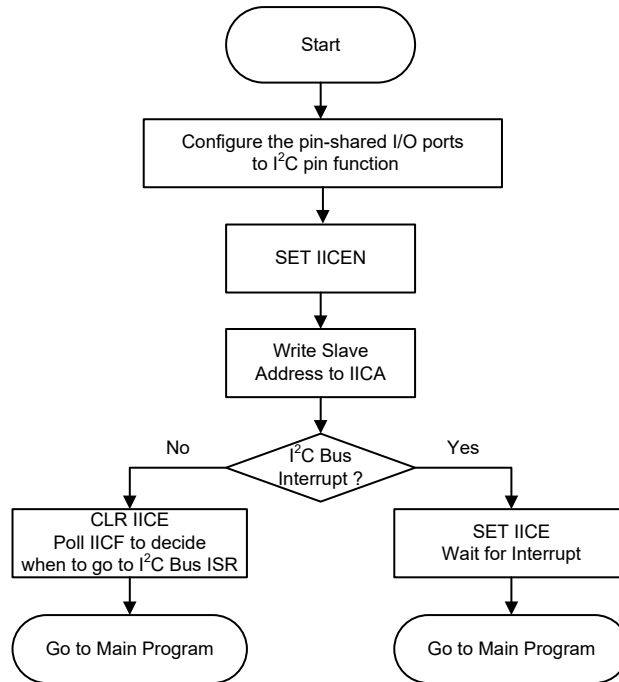 Start
Configure the pin-shared I/O ports
to I²C pin function
SET IICEN
Write Slave
Address to IICA
I²C Bus
Interrupt ?
No
Yes
CLR IICE
Poll IICF to decide
when to go to I²C Bus ISR
SET IICE
Wait for Interrupt
Go to Main Program
Go to Main Program